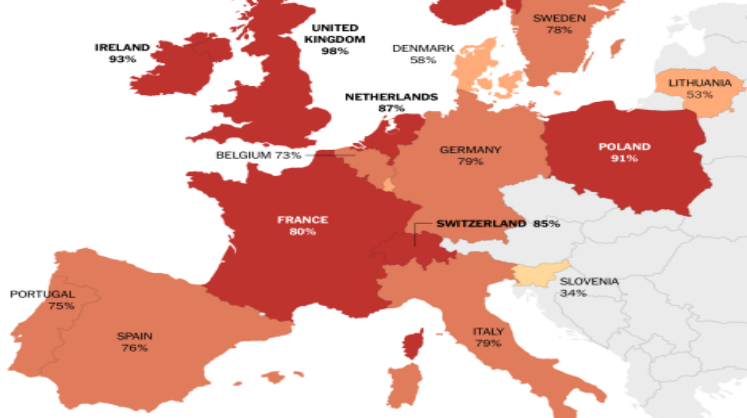 SWEDEN
78%
UNITED
KINGDOM
98%
IRELAND
93%
DENMARK
58%
LITHUANIA
53%
NETHERLANDS
87%
BELGIUM 73%
GERMANY
79%
POLAND
91%
FRANCE
80%
SWITZERLAND 85%
SLOVENIA
34%
PORTUGAL
75%
SPAIN
76%
ITALY
79%